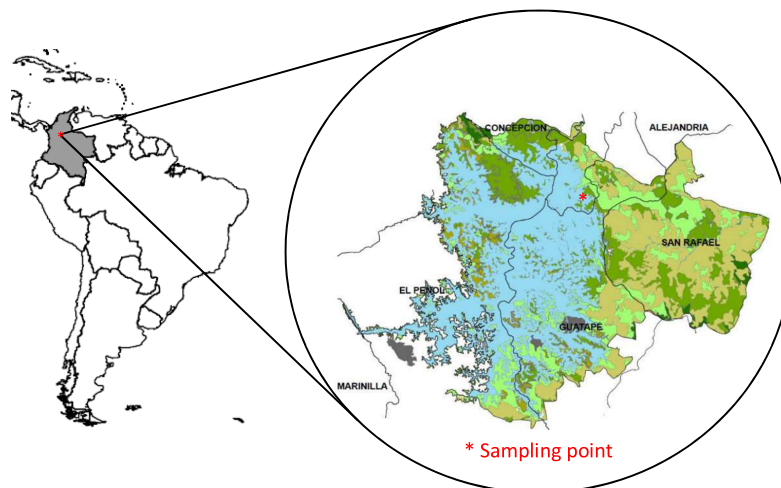 CONCEPCION
ALEJANDRIA
SAN RAFAEL
EL PEÑOL
GUATAPE
MARINILLA
* Sampling point